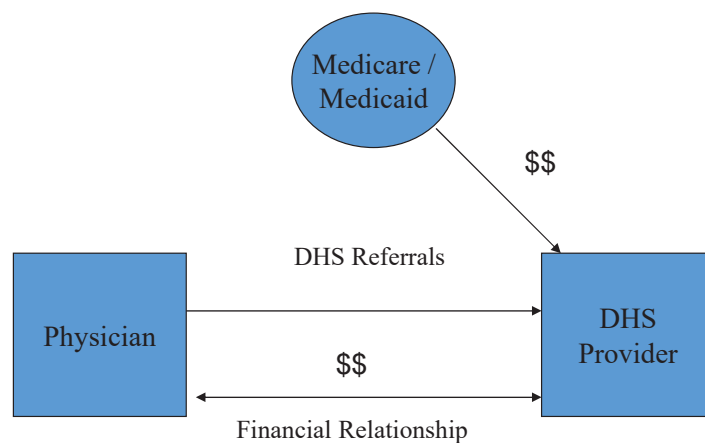 Medicare /
Medicaid
$$
DHS Referrals
Physician
DHS
Provider
$$
Financial Relationship